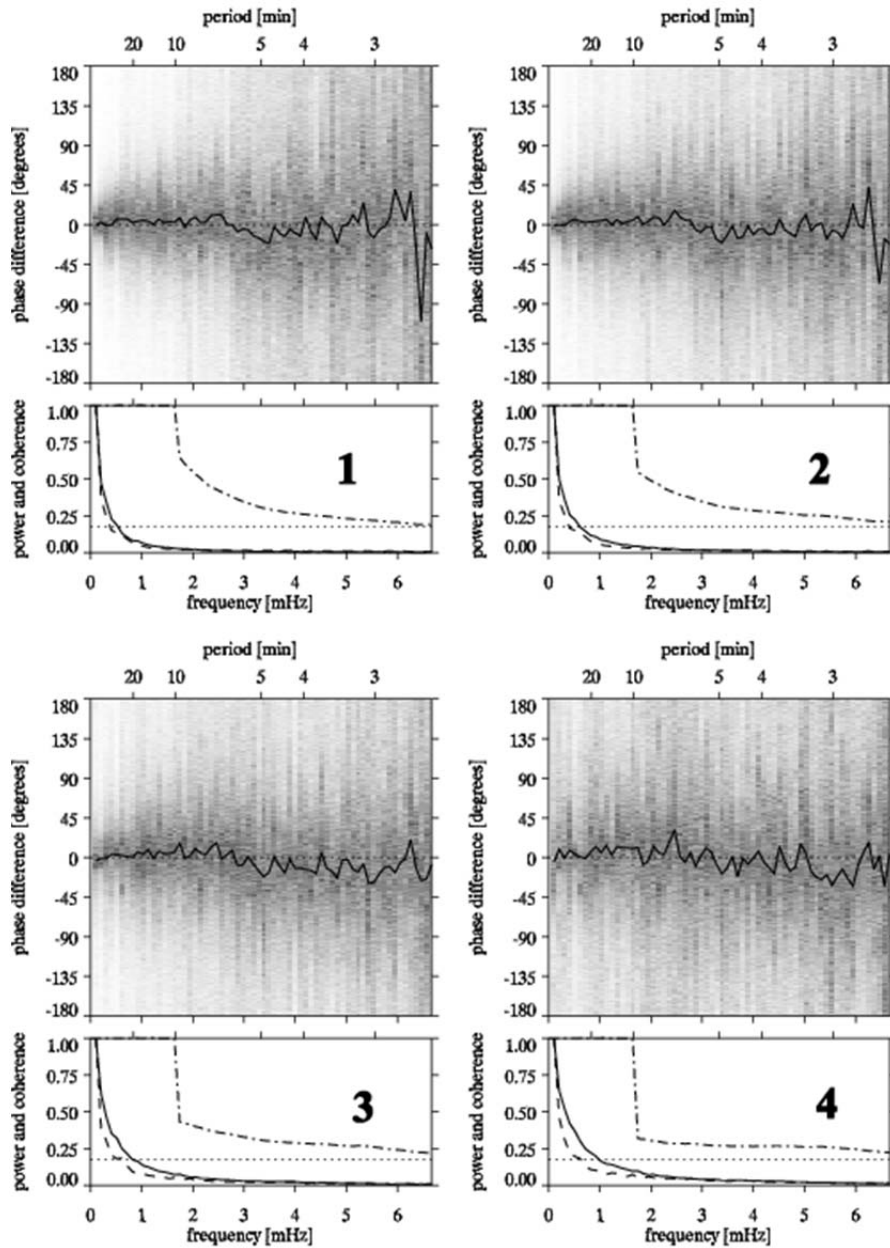 period [min] period [min]
20 10 5 4 3 20 10 5 4 3
180 180
135 135
90 90
45 45
0 0
-45 -45
-90 -90
-135 -135
-180 -180
phase difference [degrees] phase difference [degrees]
1.00 1.00
0.75 0.75
0.50 0.50
0.25 0.25
0.00 0.00
power and coherence power and coherence
1 2
0 1 2 3 4 5 6 0 1 2 3 4 5 6
frequency [mHz] frequency [mHz]
period [min] period [min]
20 10 5 4 3 20 10 5 4 3
180 180
135 135
90 90
45 45
0 0
-45 -45
-90 -90
-135 -135
-180 -180
phase difference [degrees] phase difference [degrees]
1.00 1.00
0.75 0.75
0.50 0.50
0.25 0.25
0.00 0.00
power and coherence power and coherence
3 4
0 1 2 3 4 5 6 0 1 2 3 4 5 6
frequency [mHz] frequency [mHz]